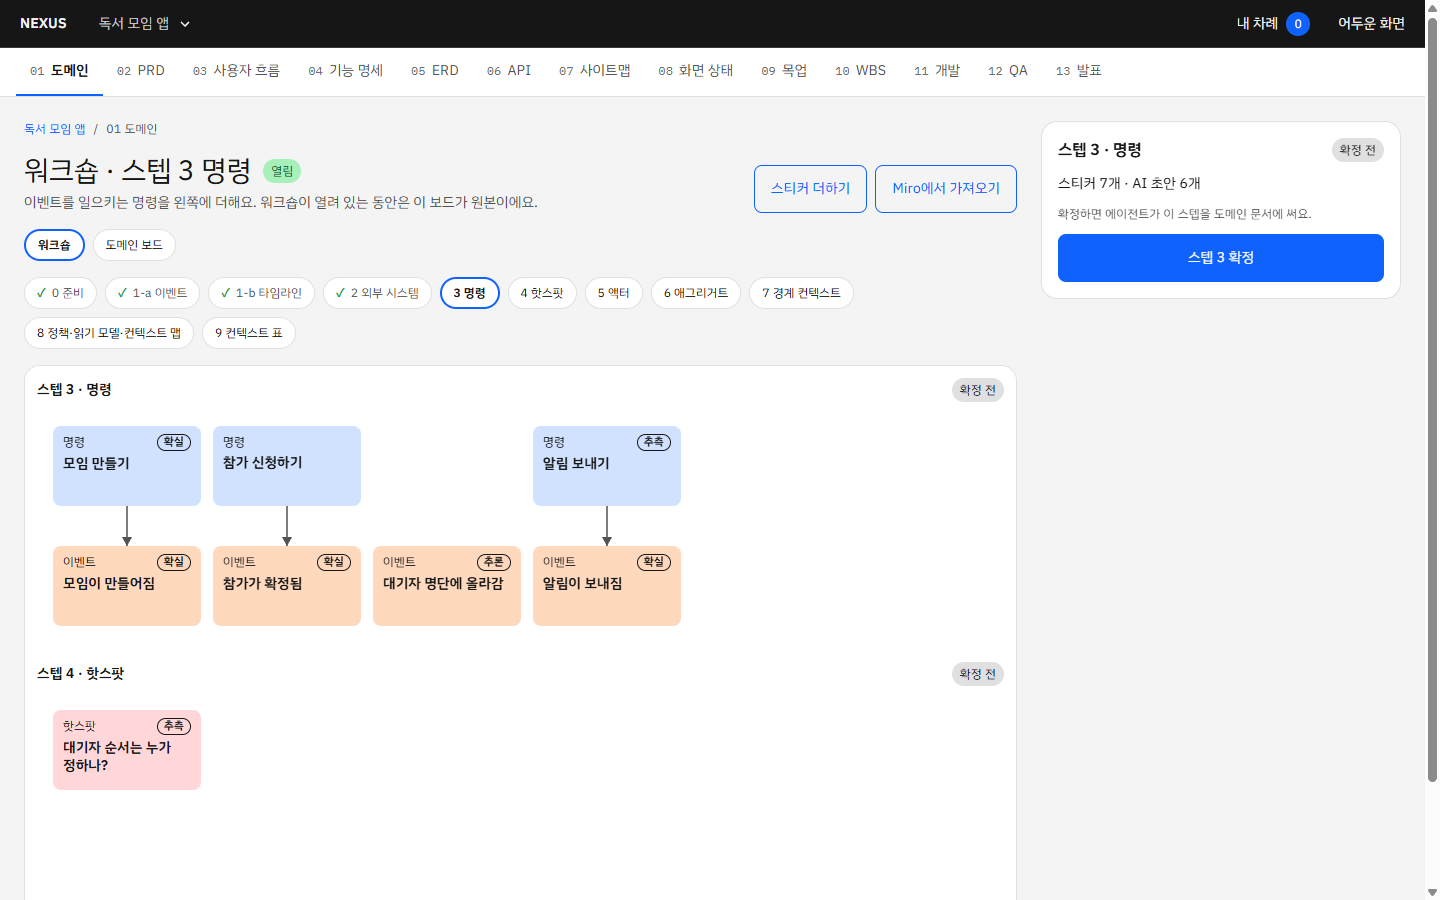 NEXUS 독서 모임 앱 내 차례 0 어두운 화면
01 도메인 02 PRD 03 사용자 흐름 04 기능 명세 05 ERD 06 API 07 사이트맵 08 화면 상태 09 목업 10 WBS 11 개발 12 QA 13 발표
독서 모임 앱 / 01 도메인
워크숍 · 스텝 3 명령 열림
이벤트를 일으키는 명령을 왼쪽에 더해요. 워크숍이 열려 있는 동안은 이 보드가 원본이에요.
스티커 더하기 Miro에서 가져오기
워크숍 도메인 보드
✓ 0 준비 ✓ 1-a 이벤트 ✓ 1-b 타임라인 ✓ 2 외부 시스템 3 명령 4 핫스팟 5 액터 6 애그리거트 7 경계 컨텍스트
8 정책·읽기 모델·컨텍스트 맵 9 컨텍스트 표
스텝 3 · 명령 확정 전
명령 확실
모임 만들기
명령
참가 신청하기
명령 추측
알림 보내기
이벤트 확실
모임이 만들어짐
이벤트 확실
참가가 확정됨
이벤트 추론
대기자 명단에 올라감
이벤트 확실
알림이 보내짐
스텝 4 · 핫스팟 확정 전
핫스팟 추측
대기자 순서는 누가
정하나?
스텝 3 · 명령 확정 전
스티커 7개 · AI 초안 6개
확정하면 에이전트가 이 스텝을 도메인 문서에 써요.
스텝 3 확정